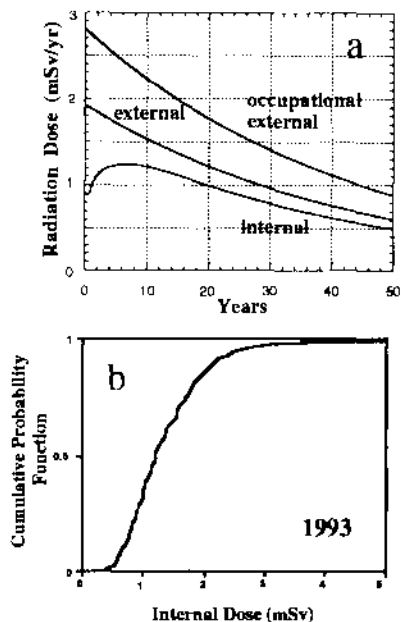 a
Radiation Dose (mSv/yr)
3
2
1
0
external
occupational
external
internal
0
10
20
30
40
50
Years
b
Cumulative Probability
Function
1
0.5
0
1993
0
1
2
3
4
5
Internal Dose (mSv)